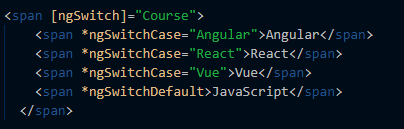 <span [ngSwitch]="Course">
<span *ngSwitchCase="Angular">Angular</span>
<span *ngSwitchCase="React">React</span>
<span *ngSwitchCase="Vue">Vue</span>
<span *ngSwitchDefault>JavaScript</span>
</span>